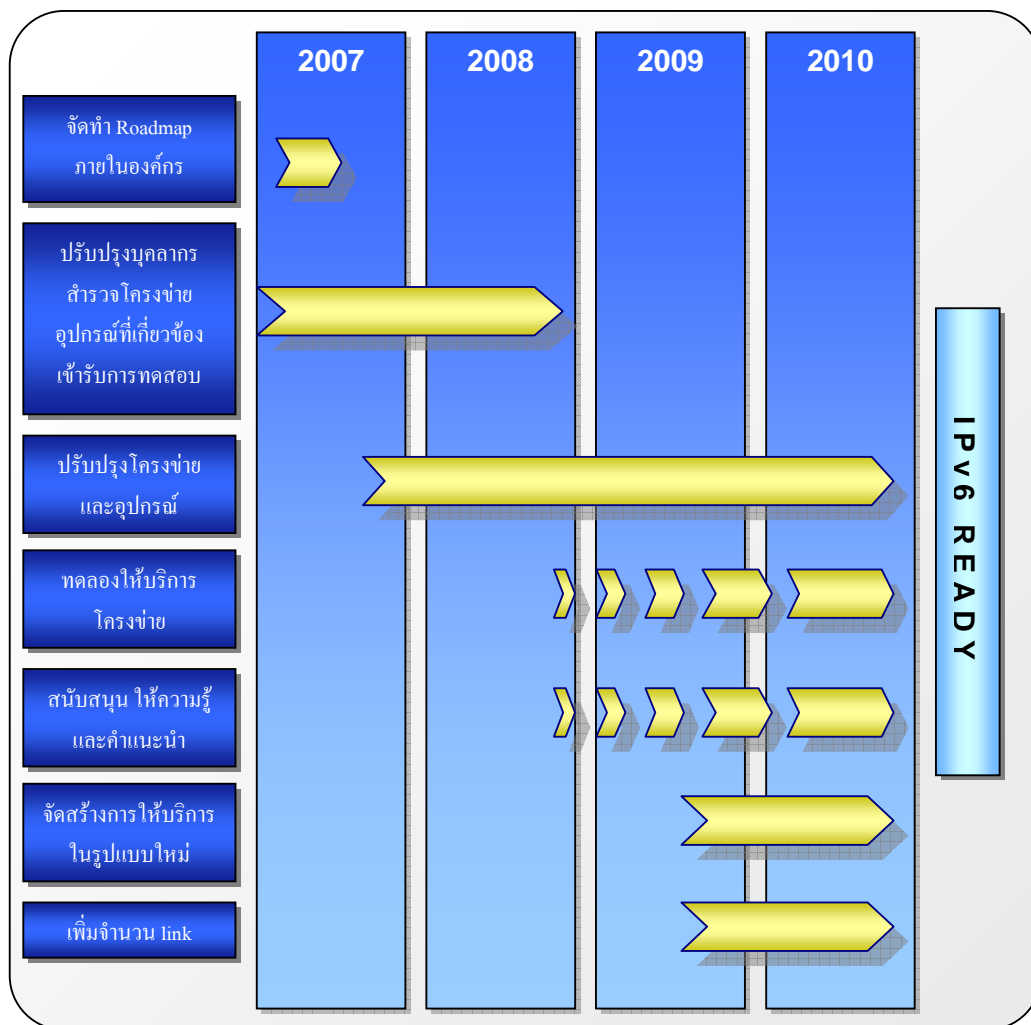 2007
2008
2009
2010
จัดทำ Roadmap
ภายในองค์กร
ปรับปรุงบุคลากร
สำรวจโครงข่าย
อุปกรณ์ที่เกี่ยวข้อง
เข้ารับการทดสอบ
ปรับปรุงโครงข่าย
และอุปกรณ์
ทดลองให้บริการ
โครงข่าย
สนับสนุน ให้ความรู้
และคำแนะนำ
จัดสร้างการให้บริการ
ในรูปแบบใหม่
เพิ่มจำนวน link
IPv6 READY